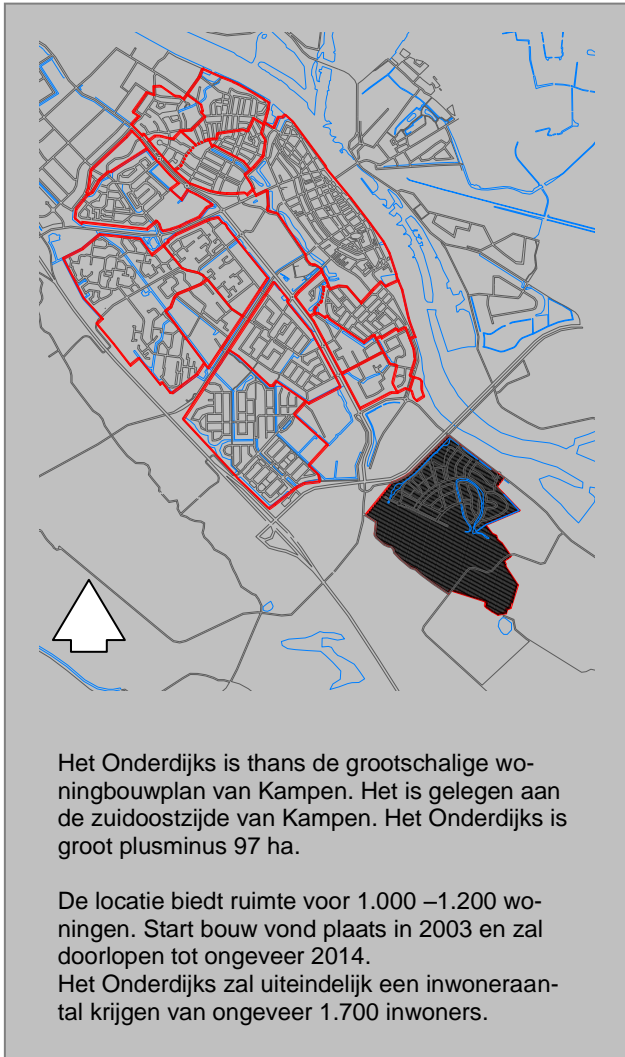 Het Onderdijks is thans de grootschalige wo-
ningbouwplan van Kampen. Het is gelegen aan
de zuidoostzijde van Kampen. Het Onderdijks is
groot plusminus 97 ha.
De locatie biedt ruimte voor 1.000 –1.200 wo-
ningen. Start bouw vond plaats in 2003 en zal
doorlopen tot ongeveer 2014.
Het Onderdijks zal uiteindelijk een inwoneraan-
tal krijgen van ongeveer 1.700 inwoners.